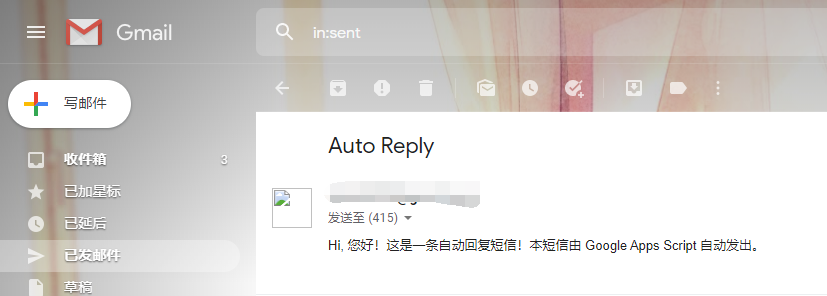 Gmail
in:sent
写邮件
收件箱 3
已加星标
已延后
已发邮件
草稿
Auto Reply
发送至 (415)
Hi, 您好！这是一条自动回复短信！本短信由 Google Apps Script 自动发出。